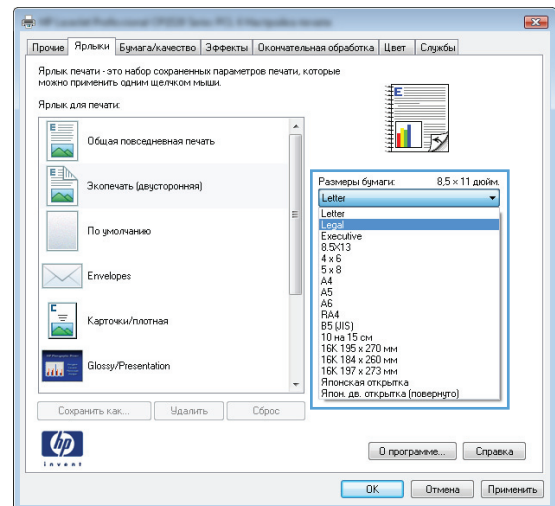 Прочие Ярлыки Бумага/качество Эффекты Окончательная обработка Цвет Службы
Ярлык печати - это набор сохраненных параметров печати, которые
можно применить одним щелчком мыши.
Ярлык для печати:
Общая повседневная печать
Экопечать (двусторонняя)
По умолчанию
Envelopes
Карточки/плотная
Glossy/Presentation
E
Размеры бумаги: 8,5 × 11 дюйм.
Letter
Letter
Legal
Executive
8.5X13
4 x 6
5 x 8
A4
A5
A6
RA4
B5 (JIS)
10 на 15 см
16K 195 x 270 мм
16K 184 x 260 мм
16K 197 x 273 мм
Японская открытка
Япон. дв. открытка (повернуто)
Сохранить как... Удалить Сброс
hp
invent
О программе... Справка
OK Отмена Применить